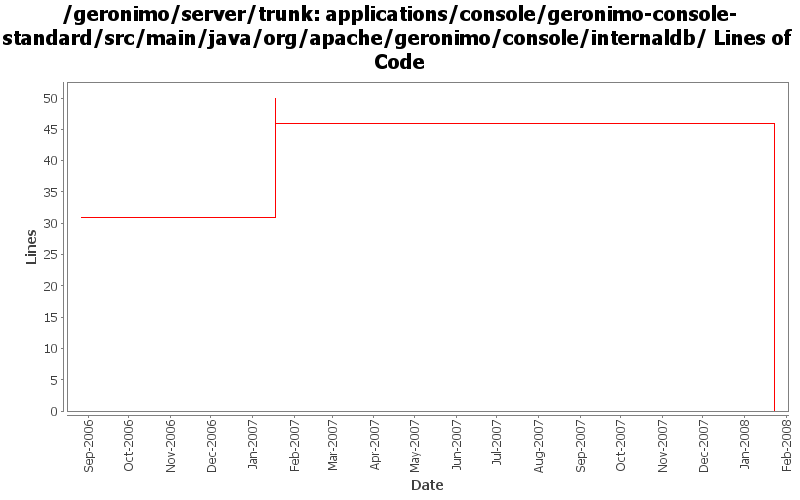 /geronimo/server/trunk: applications/console/geronimo-console-
standard/src/main/java/org/apache/geronimo/console/internaldb/ Lines of
Code
Lines
50
45
40
35
30
25
20
15
10
5
0
Sep-2006
Oct-2006
Nov-2006
Dec-2006
Jan-2007
Feb-2007
Mar-2007
Apr-2007
May-2007
Jun-2007
Jul-2007
Aug-2007
Sep-2007
Oct-2007
Nov-2007
Dec-2007
Jan-2008
Feb-2008
Date